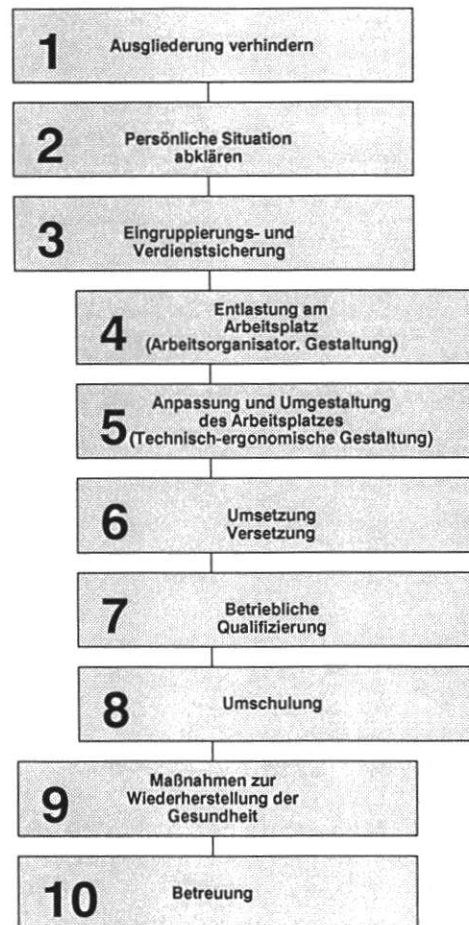 1 Ausgliederung verhindern
2 Persönliche Situation
abklären
3 Eingruppierungs- und
Verdienstsicherung
4 Entlastung am
Arbeitsplatz
(Arbeitsorganisator. Gestaltung)
5 Anpassung und Umgestaltung
des Arbeitsplatzes
(Technisch-ergonomische Gestaltung)
6 Umsetzung
Versetzung
7 Betriebliche
Qualifizierung
8 Umschulung
9 Maßnahmen zur
Wiederherstellung der
Gesundheit
10 Betreuung